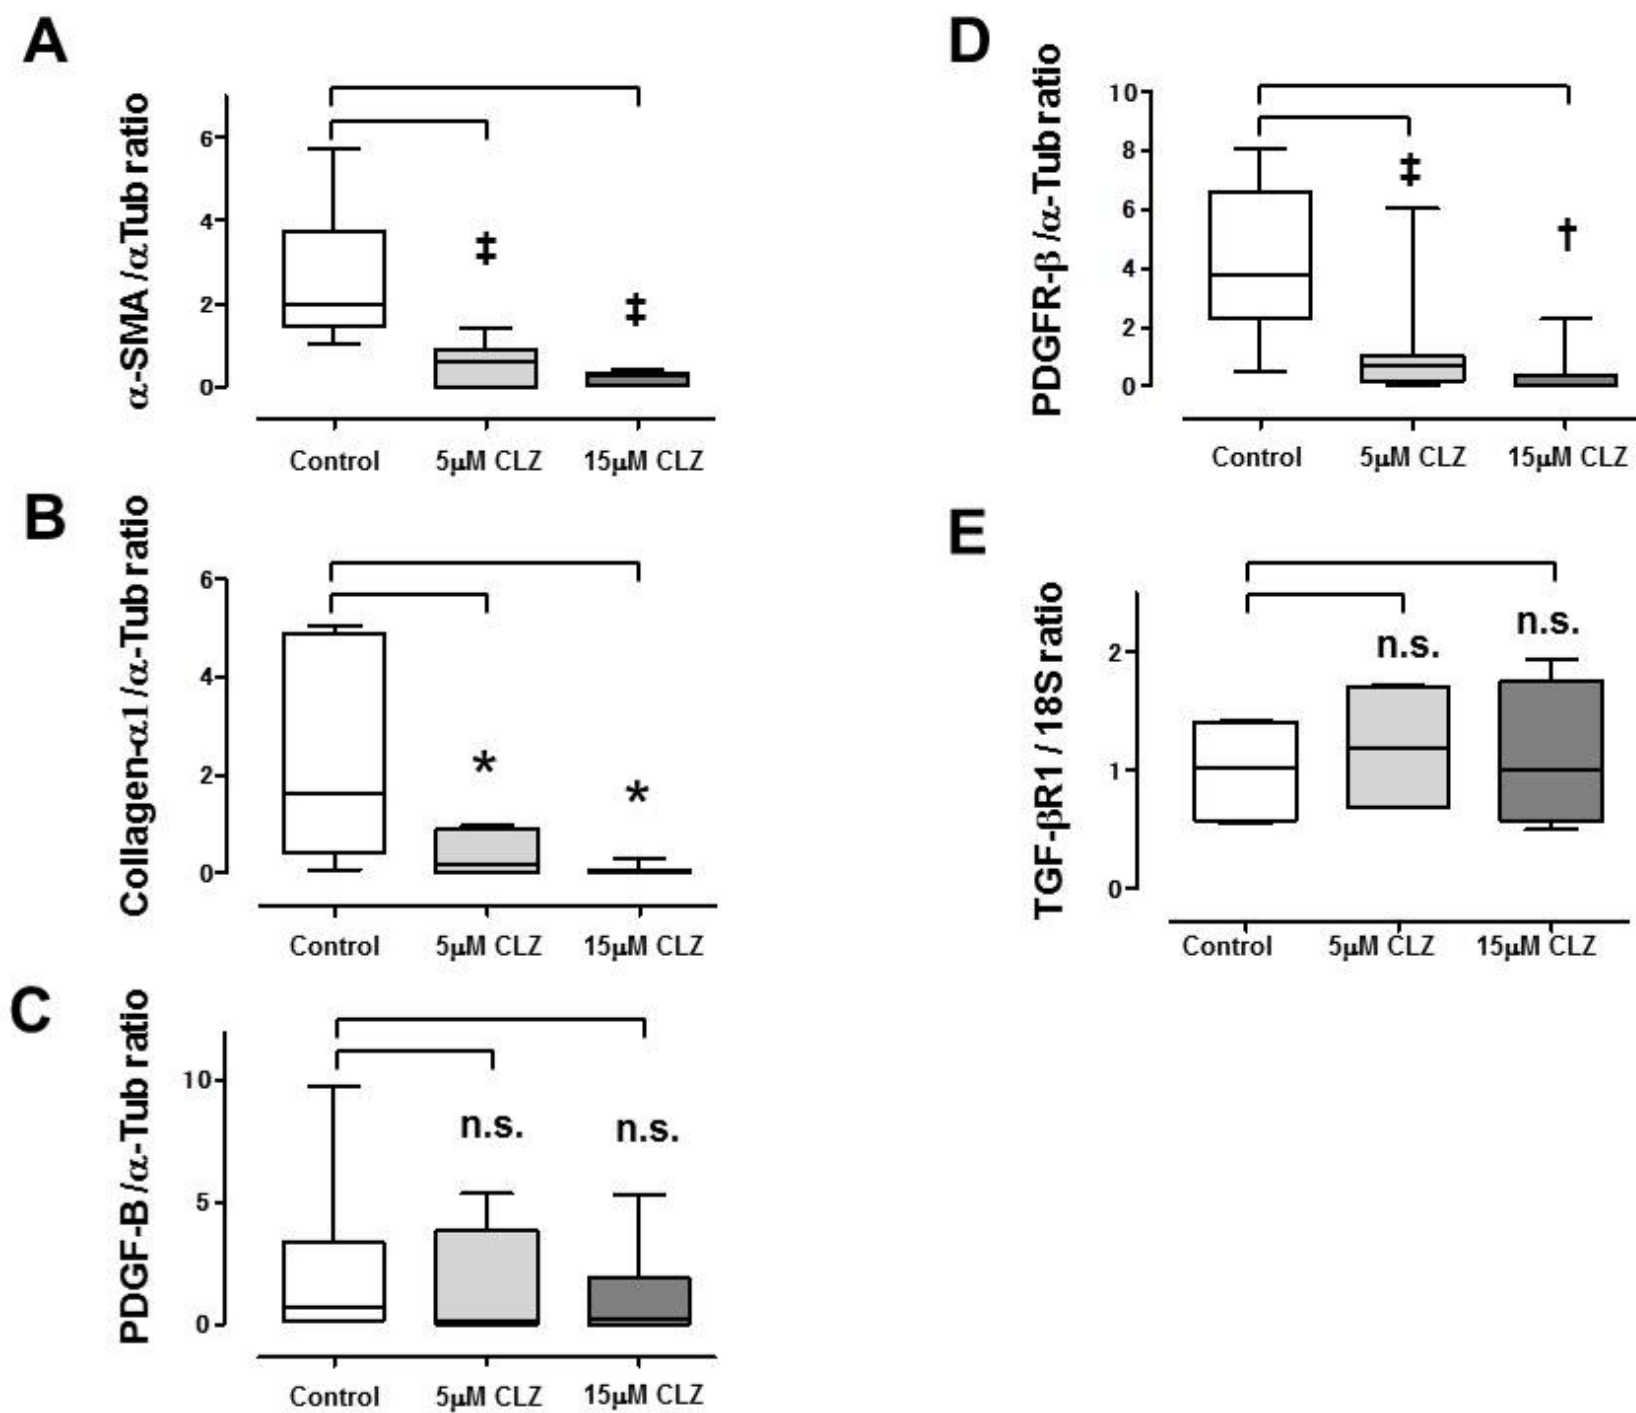 A
α-SMA /αTub ratio
6
4
2
0
‡
‡
Control
5μM CLZ
15μM CLZ
B
Collagen-α1 /α-Tub ratio
6
4
2
0
*
*
Control
5μM CLZ
15μM CLZ
C
PDGF-B /α-Tub ratio
10
5
0
n.s.
n.s.
Control
5μM CLZ
15μM CLZ
D
PDGFR-β /α-Tub ratio
10
8
6
4
2
0
‡
†
Control
5μM CLZ
15μM CLZ
E
TGF-βR1 / 18S ratio
2
1
0
n.s.
n.s.
Control
5μM CLZ
15μM CLZ